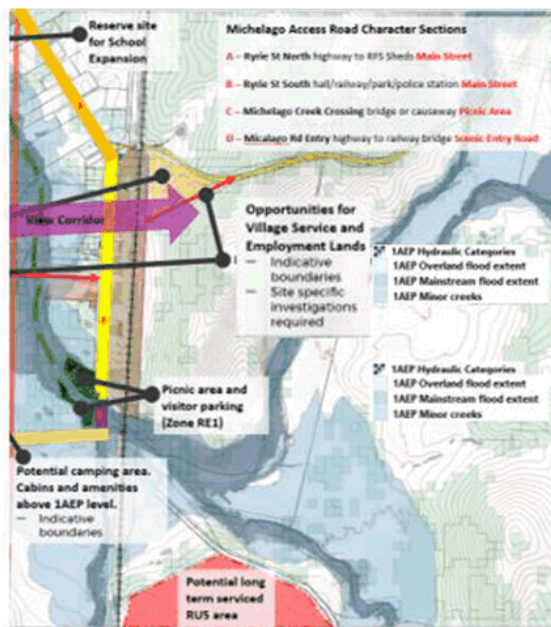 Reserve site
for School
Expansion
Michelago Access Road Character Sections
A – Ryrie St North highway to RFS Sheds Main Street
B – Ryrie St South hall/railway/park/police station Main Street
C – Michelago Creek Crossing bridge or causeway Picnic Area
D – Micalago Rd Entry highway to railway bridge Scenic Entry Road
View Corridor
Opportunities for
Village Service and
Employment Lands
– Indicative
boundaries
– Site specific
investigations
required
1AEP Hydraulic Categories
1AEP Overland flood extent
1AEP Mainstream flood extent
1AEP Minor creeks
1AEP Hydraulic Categories
1AEP Overland flood extent
1AEP Mainstream flood extent
1AEP Minor creeks
Picnic area and
visitor parking
(Zone RE1)
Potential camping area.
Cabins and amenities
above 1AEP level.
– Indicative
boundaries
Potential long
term serviced
RU5 area